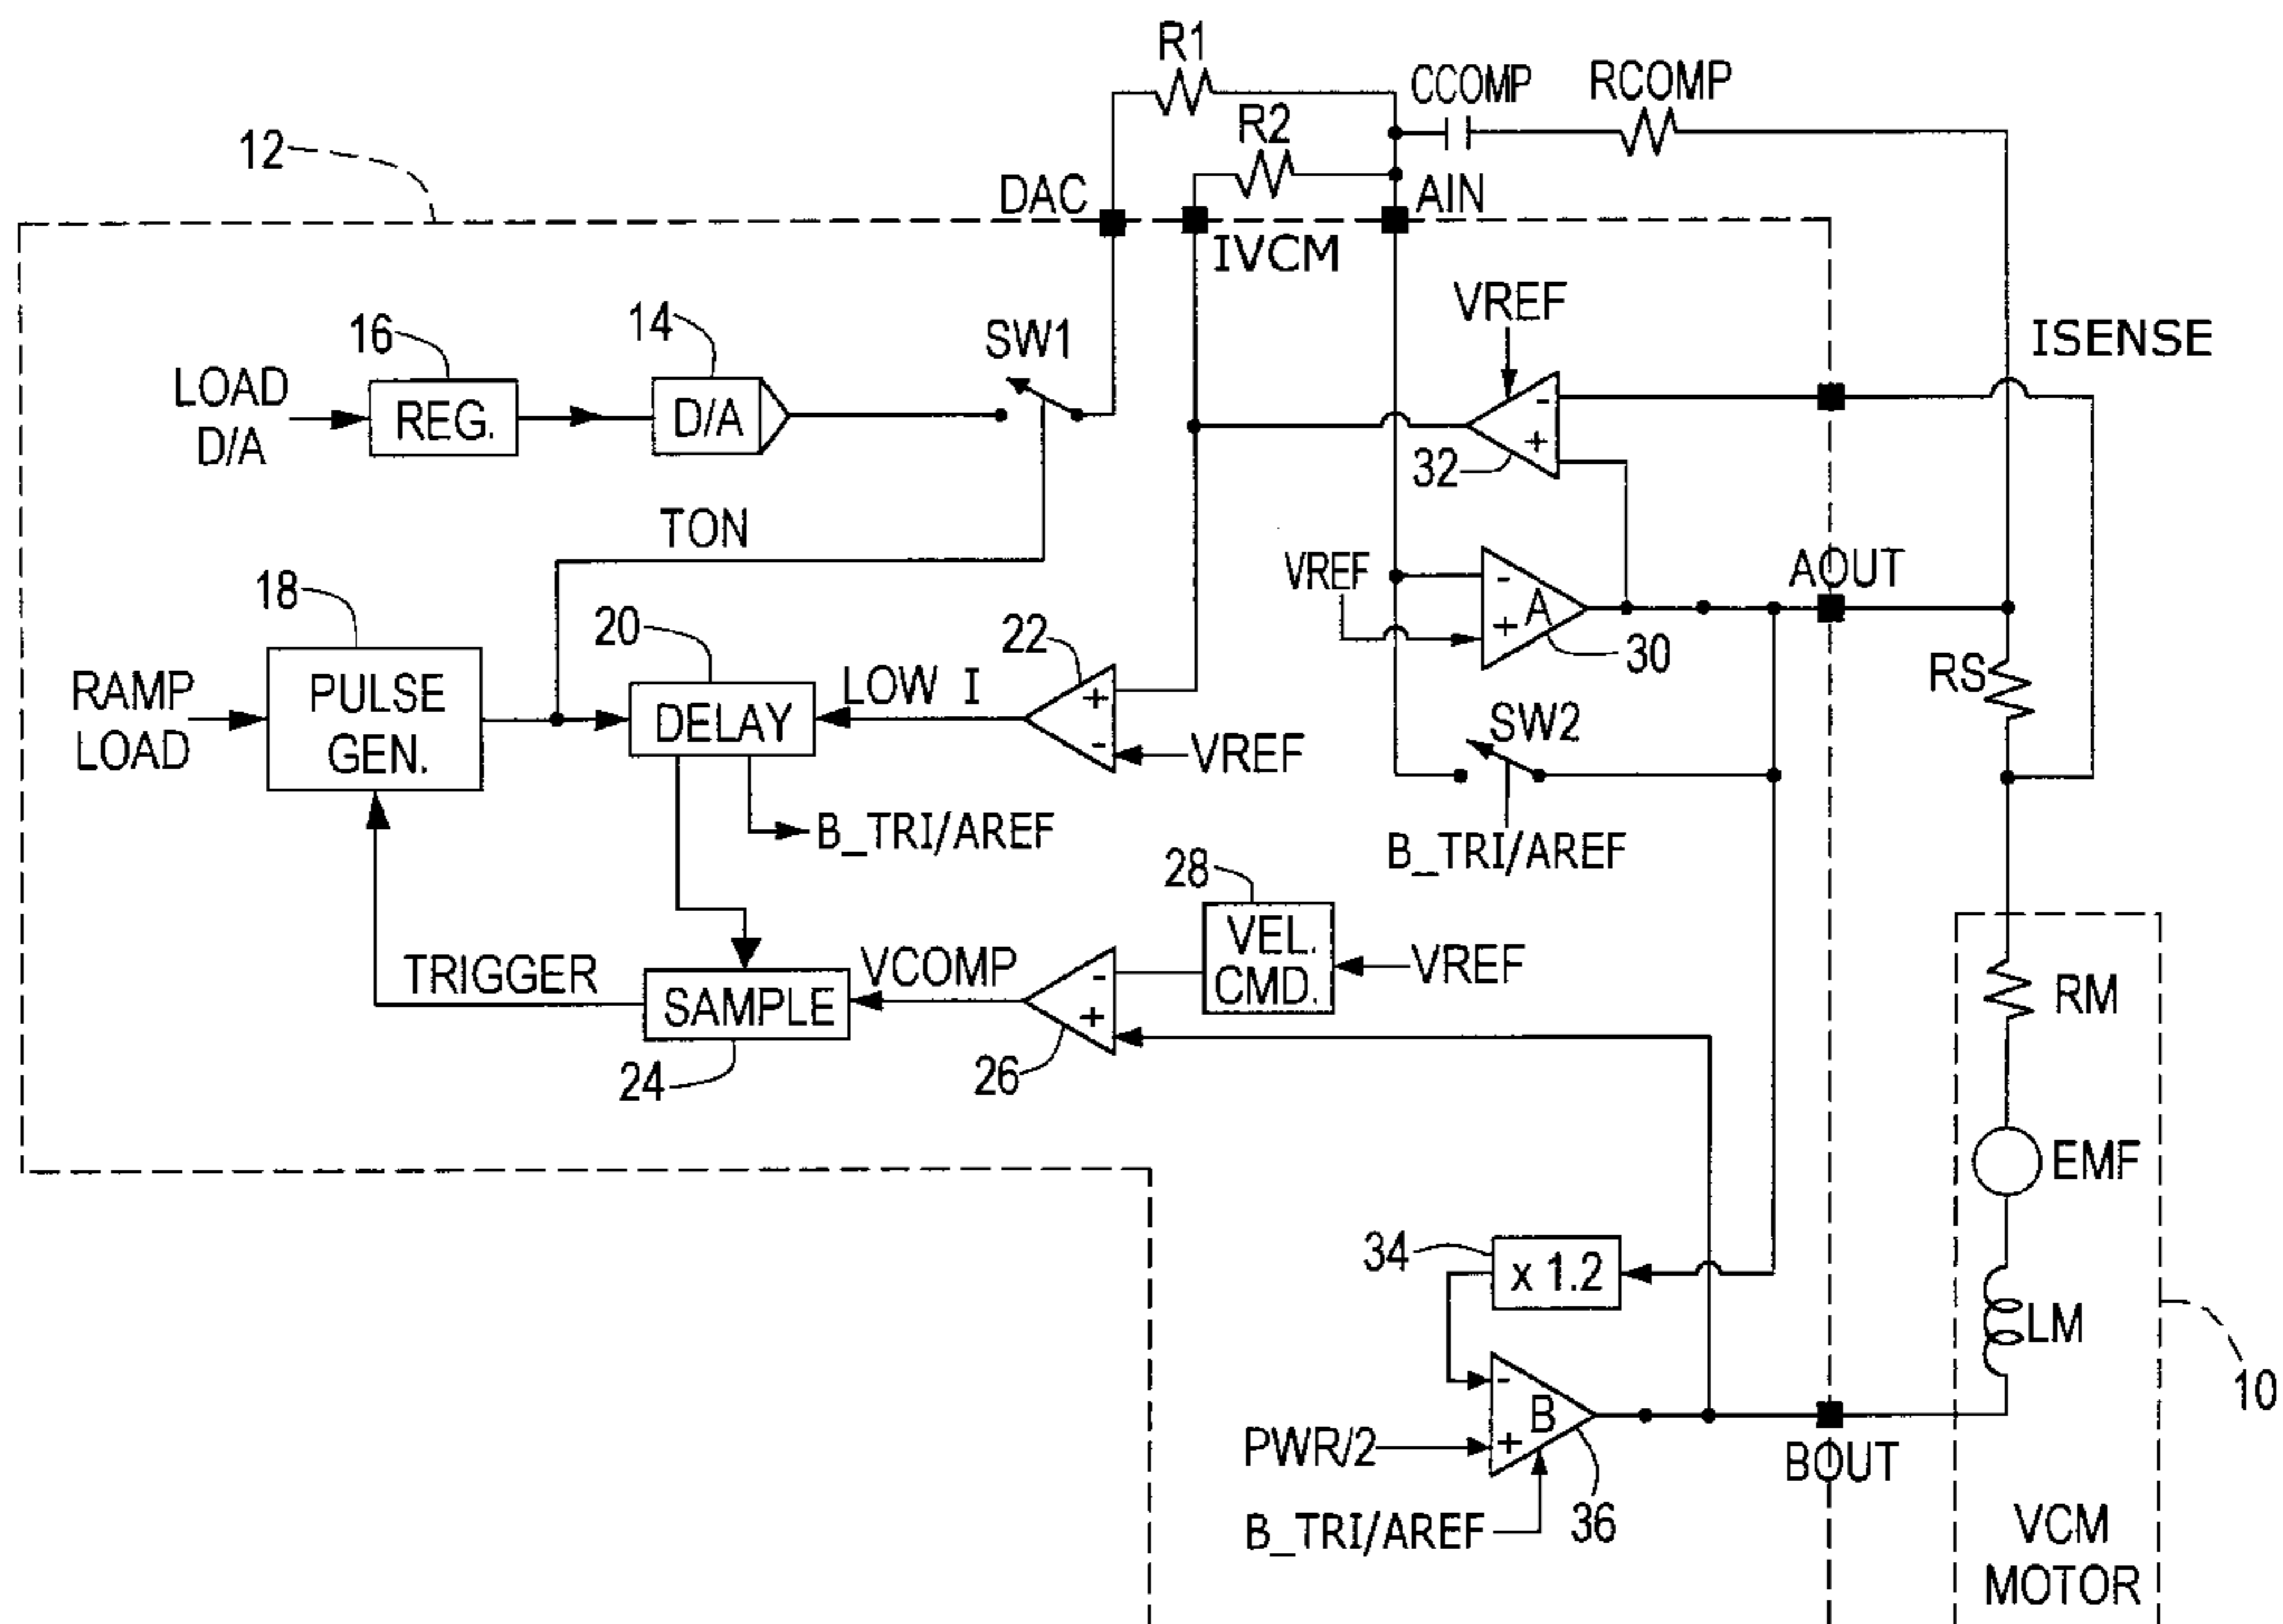 R1
CCOMP
RCOMP
R2
12
DAC
AIN
IVCM
VREF
ISENSE
16
14
SW1
LOAD
D/A
REG.
D/A
-
+
32
TON
AOUT
VREF
-
+
A
30
18
20
22
LOW I
RAMP
LOAD
PULSE
GEN.
DELAY
+
-
VREF
SW2
RS
B_TRI/AREF
B_TRI/AREF
28
VEL.
CMD.
VREF
TRIGGER
VCOMP
-
+
SAMPLE
RM
24
26
EMF
34
x 1.2
LM
10
-
B
+
PWR/2
BOUT
B_TRI/AREF
36
VCM
MOTOR